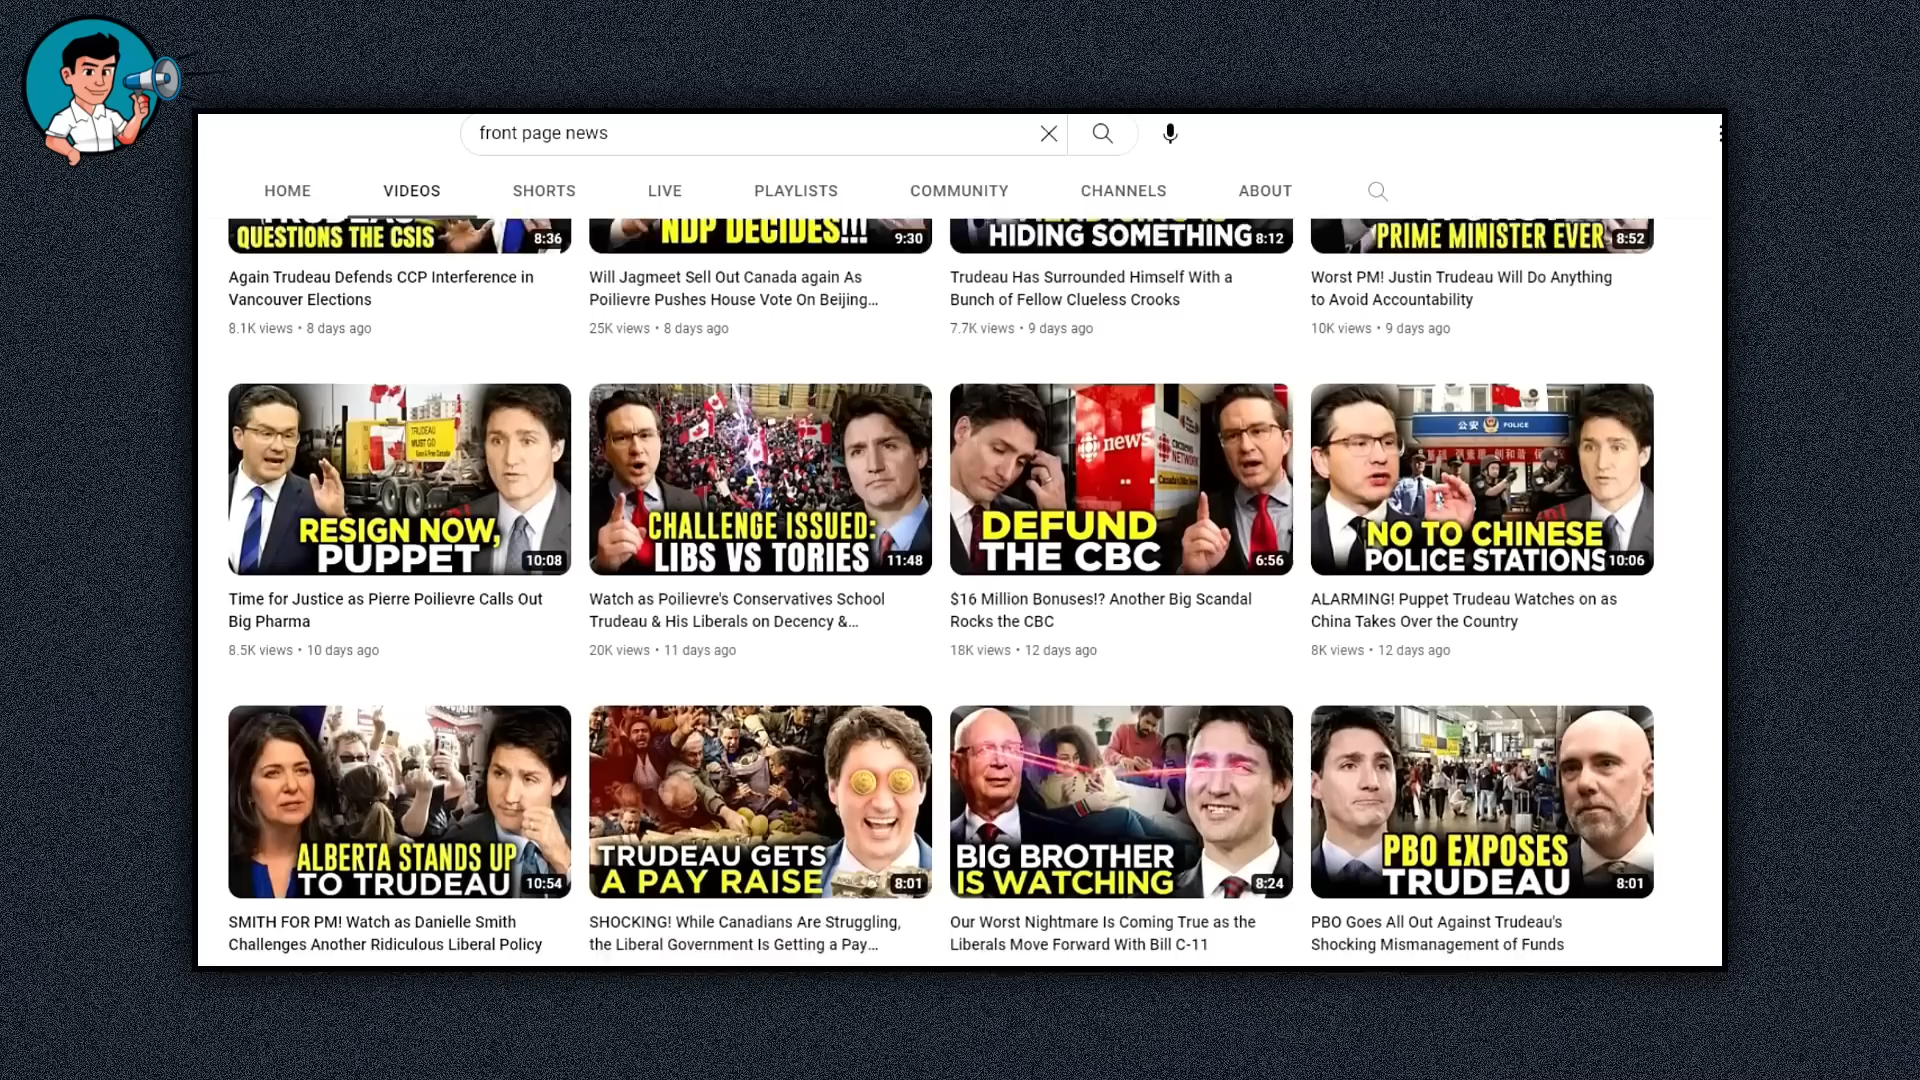 front page news
HOME VIDEOS SHORTS LIVE PLAYLISTS COMMUNITY CHANNELS ABOUT
QUESTIONS THE CSIS 8:36
NDP DECIDES!!! 9:30
HIDING SOMETHING 8:12
PRIME MINISTER EVER 8:52
Again Trudeau Defends CCP Interference in
Vancouver Elections
8.1K views • 8 days ago
Will Jagmeet Sell Out Canada again As
Poilievre Pushes House Vote On Beijing...
25K views • 8 days ago
Trudeau Has Surrounded Himself With a
Bunch of Fellow Clueless Crooks
7.7K views • 9 days ago
Worst PM! Justin Trudeau Will Do Anything
to Avoid Accountability
10K views • 9 days ago
TRUDEAU
MUST GO
RESIGN NOW,
PUPPET 10:08
CHALLENGE ISSUED:
LIBS VS TORIES 11:48
news
NETWORK
DEFUND
THE CBC 6:56
公安 POLICE
NO TO CHINESE
POLICE STATIONS 10:06
Time for Justice as Pierre Poilievre Calls Out
Big Pharma
8.5K views • 10 days ago
Watch as Poilievre's Conservatives School
Trudeau & His Liberals on Decency &...
20K views • 11 days ago
$16 Million Bonuses!? Another Big Scandal
Rocks the CBC
18K views • 12 days ago
ALARMING! Puppet Trudeau Watches on as
China Takes Over the Country
8K views • 12 days ago
ALBERTA STANDS UP
TO TRUDEAU 10:54
TRUDEAU GETS
A PAY RAISE 8:01
BIG BROTHER
IS WATCHING 8:24
PBO EXPOSES
TRUDEAU 8:01
SMITH FOR PM! Watch as Danielle Smith
Challenges Another Ridiculous Liberal Policy
SHOCKING! While Canadians Are Struggling,
the Liberal Government Is Getting a Pay...
Our Worst Nightmare Is Coming True as the
Liberals Move Forward With Bill C-11
PBO Goes All Out Against Trudeau's
Shocking Mismanagement of Funds